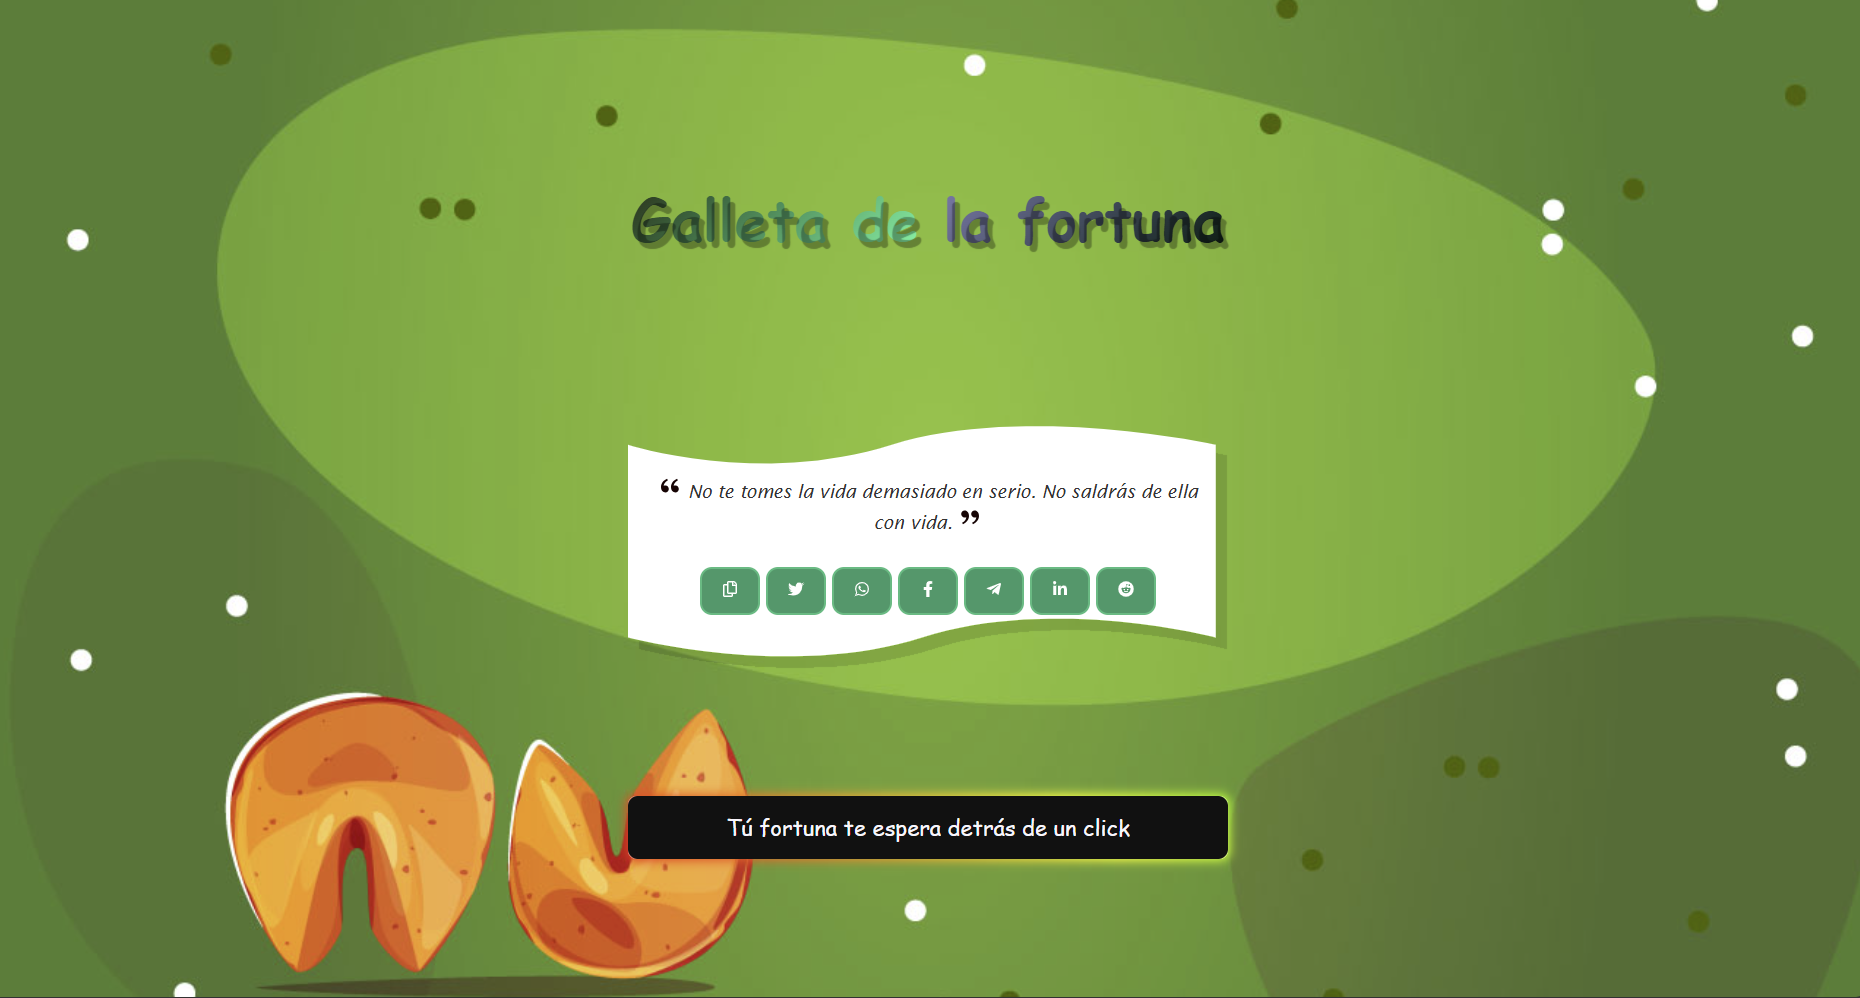 Galleta de la fortuna
“ No te tomes la vida demasiado en serio. No saldrás de ella
con vida. ”
Tú fortuna te espera detrás de un click